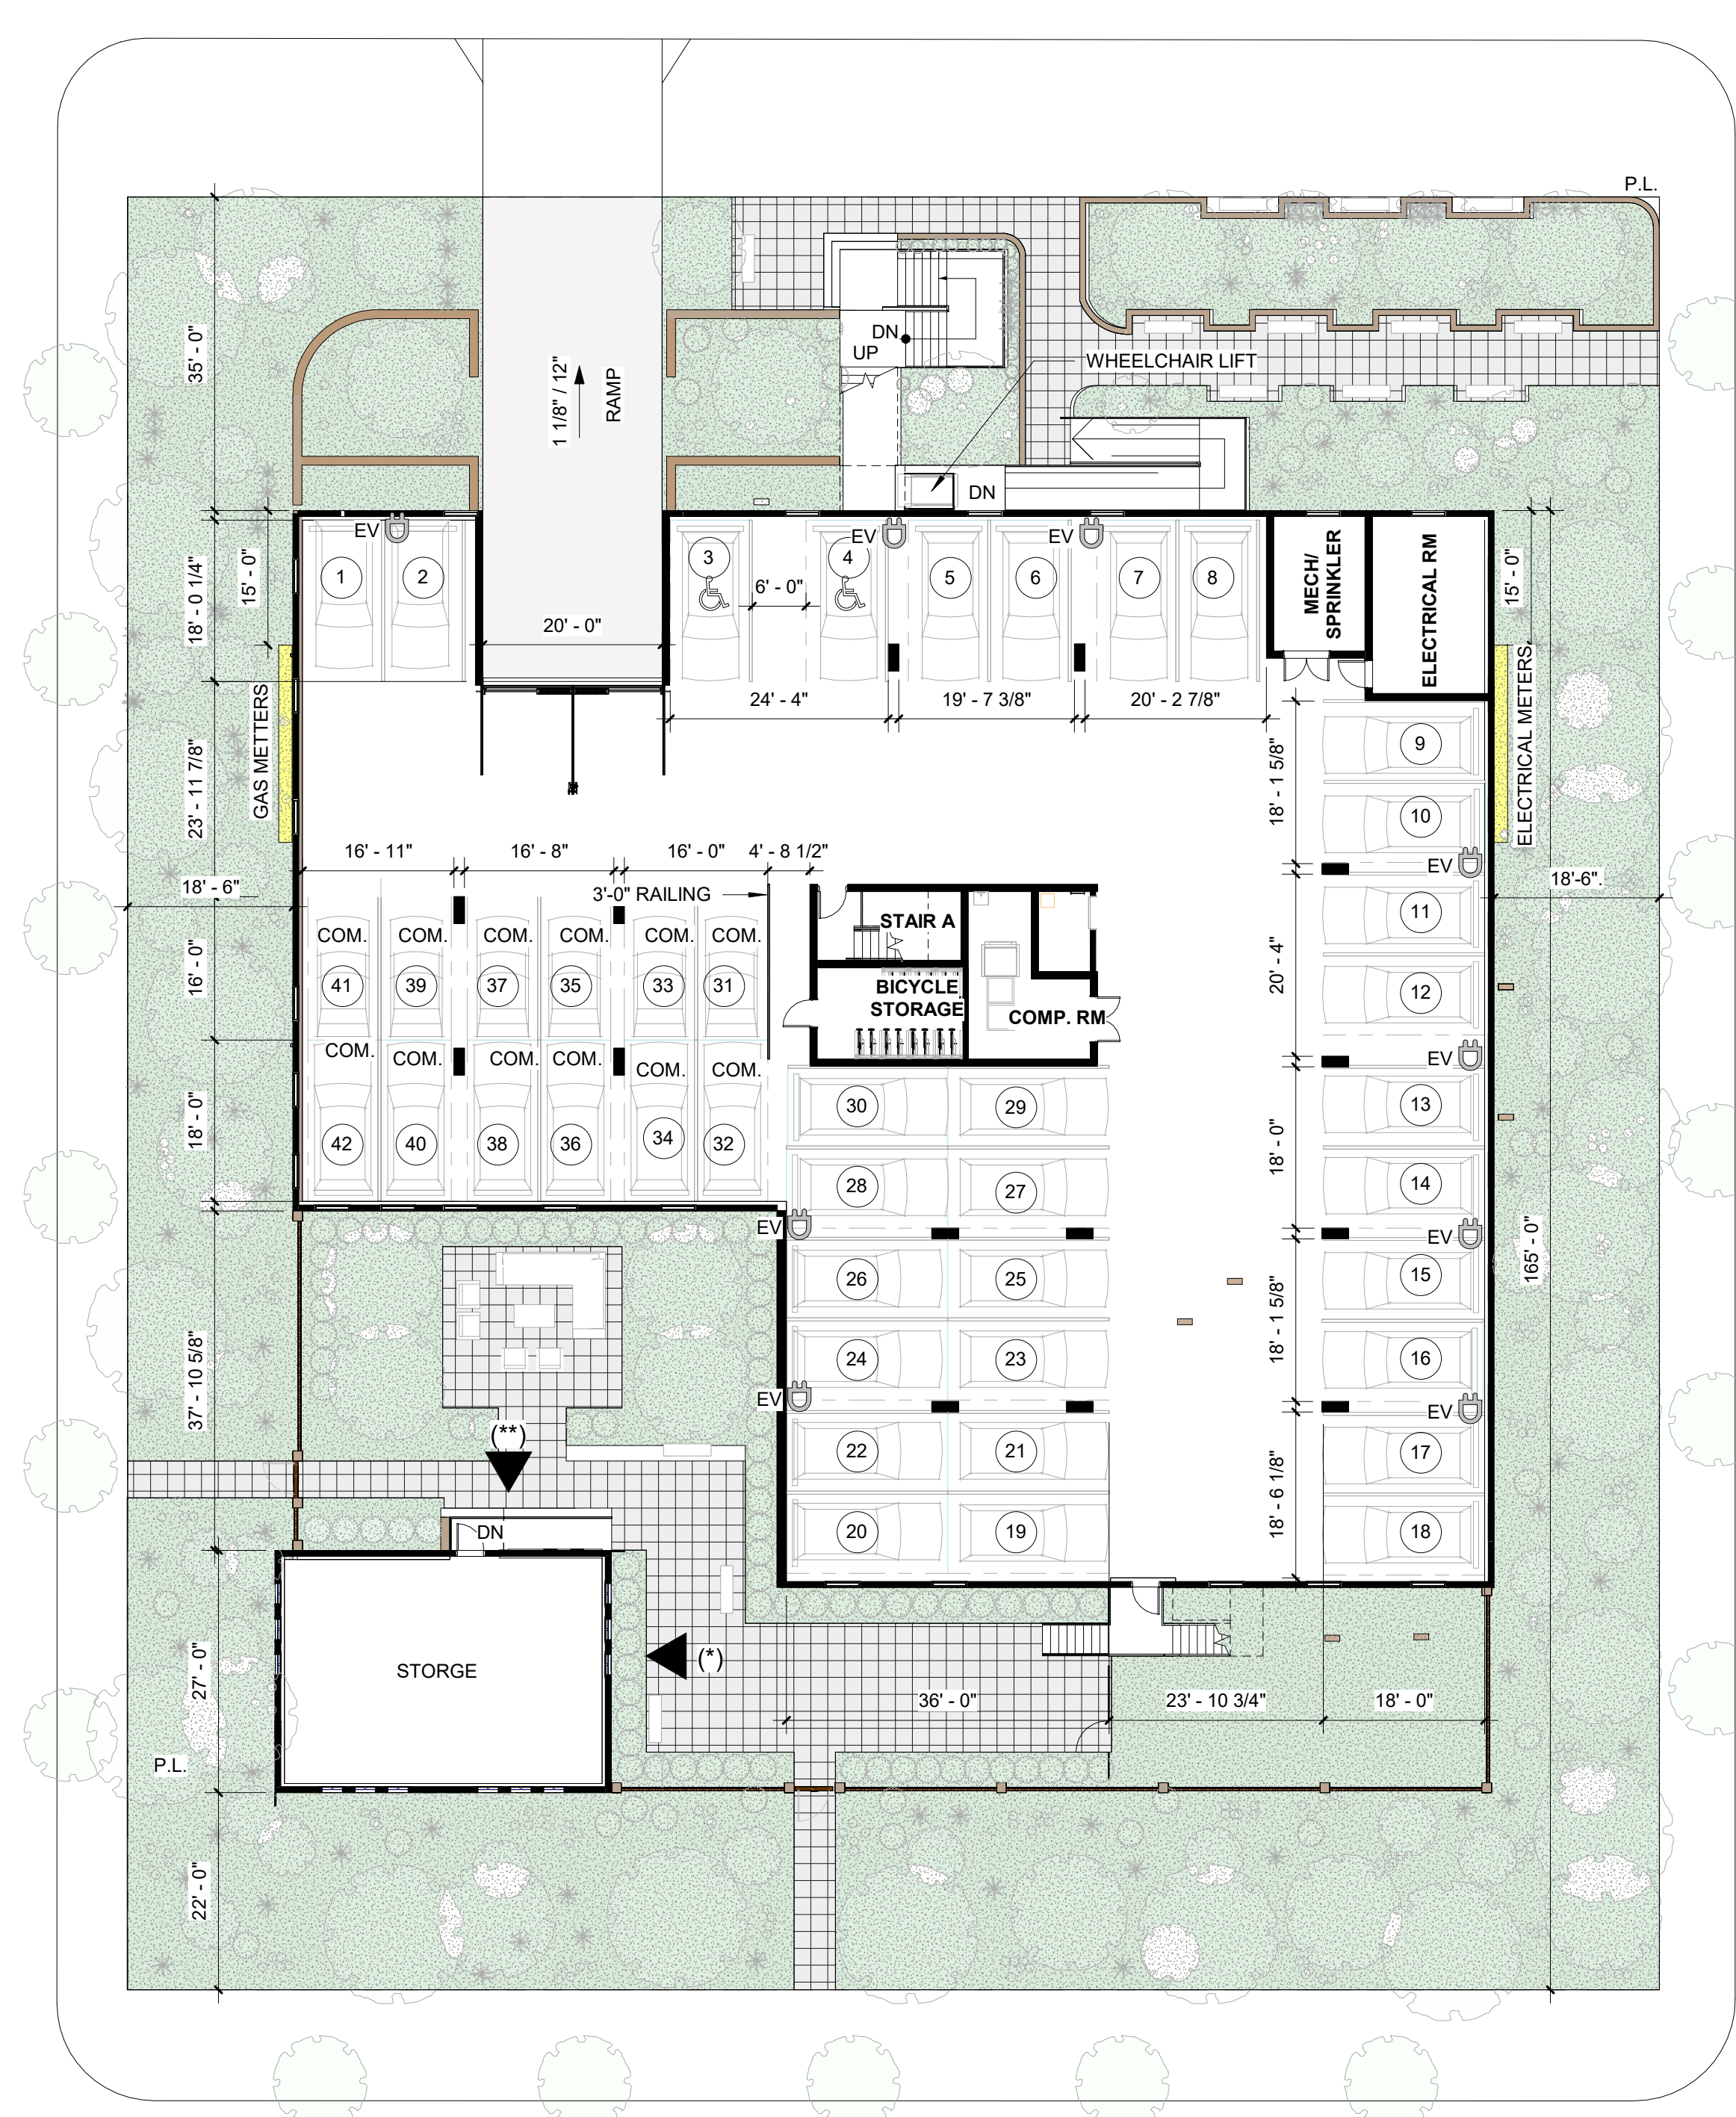 P.L.
35' - 0"
1 1/8" / 12"
RAMP
DN
UP
WHEELCHAIR LIFT
DN
18' - 0 1/4"
15' - 0"
EV
1
2
20' - 0"
3
6' - 0"
4
EV
5
6
EV
7
8
MECH/
SPRINKLER
ELECTRICAL RM
15' - 0"
24' - 4"
19' - 7 3/8"
20' - 2 7/8"
23' - 11 7/8"
GAS METTERS
ELECTRICAL METERS
18' - 1 5/8"
9
10
EV
16' - 11"
16' - 8"
16' - 0"
4' - 8 1/2"
18' - 6"
3'-0" RAILING
18'-6".
STAIR A
11
COM.
COM.
COM.
COM.
COM.
COM.
16' - 0"
41
39
37
35
33
31
BICYCLE
STORAGE
COMP. RM
20' - 4"
12
EV
COM.
COM.
COM.
COM.
COM.
COM.
18' - 0"
42
40
38
36
34
32
30
29
18' - 0"
13
28
27
14
EV
EV
165' - 0"
26
25
18' - 1 5/8"
15
37' - 10 5/8"
24
23
16
EV
EV
(**)
22
21
17
18' - 6 1/8"
DN
20
19
18
27' - 0"
STORGE
(*)
36' - 0"
23' - 10 3/4"
18' - 0"
P.L.
22' - 0"